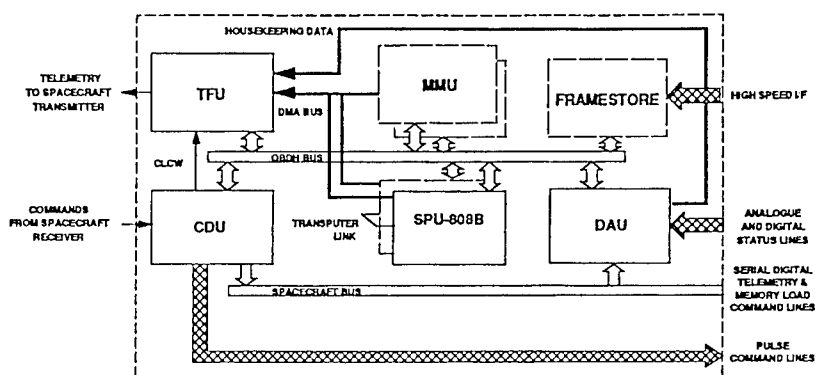 HOUSEKEEPING DATA
TELEMETRY
TO SPACECRAFT
TRANSMITTER
TFU
MMU
FRAMESTORE
HIGH SPEED I/F
DMA BUS
CLCW
OBDH BUS
COMMANDS
FROM SPACECRAFT
RECEIVER
CDU
TRANSPUTER
LINK
SPU-808B
DAU
ANALOGUE
AND DIGITAL
STATUS LINES
SPACECRAFT BUS
SERIAL DIGITAL
TELEMETRY &
MEMORY LOAD
COMMAND LINES
PULSE
COMMAND LINES